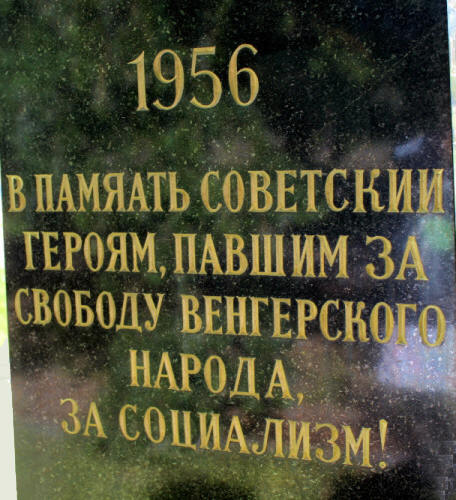 1956
В ПАМЯАТЬ СОВЕТСКИИ
ГЕРОЯМ, ПАВШИМ ЗА
СВОБОДУ ВЕНГЕРСКОГО
НАРОДА,
ЗА СОЦИАЛИЗМ!